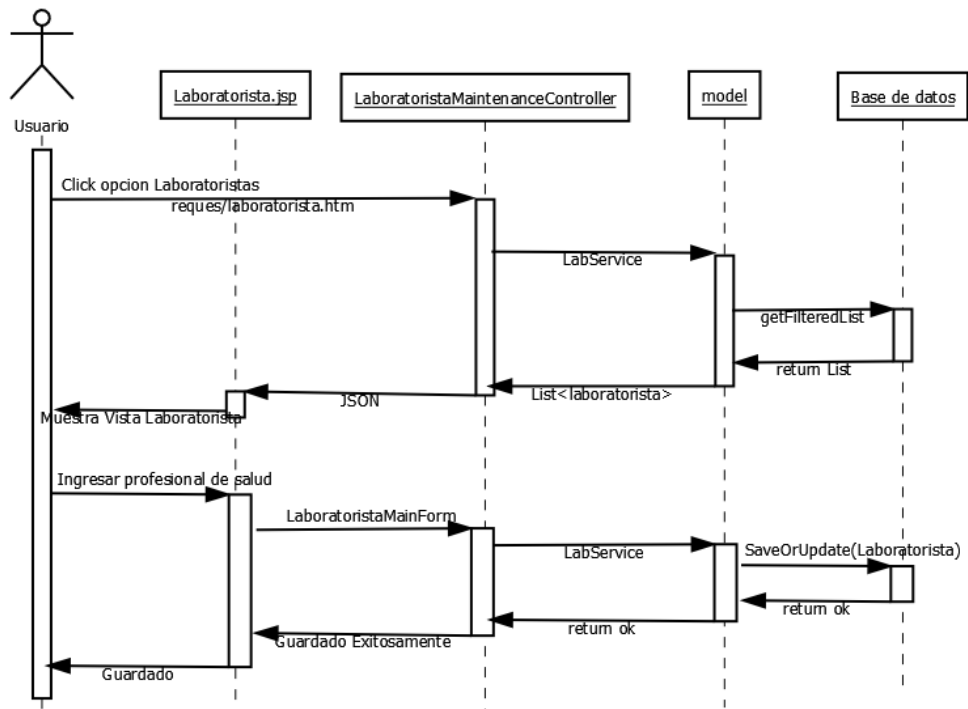 Usuario
Laboratorista.jsp
LaboratoristaMaintenanceController
model
Base de datos
Click opcion Laboratoristas
reques/laboratorista.htm
LabService
getFilteredList
return List
List<laboratorista>
JSON
Muestra Vista Laboratorista
Ingresar profesional de salud
LaboratoristaMainForm
LabService
SaveOrUpdate(Laboratorista)
return ok
return ok
Guardado Exitosamente
Guardado